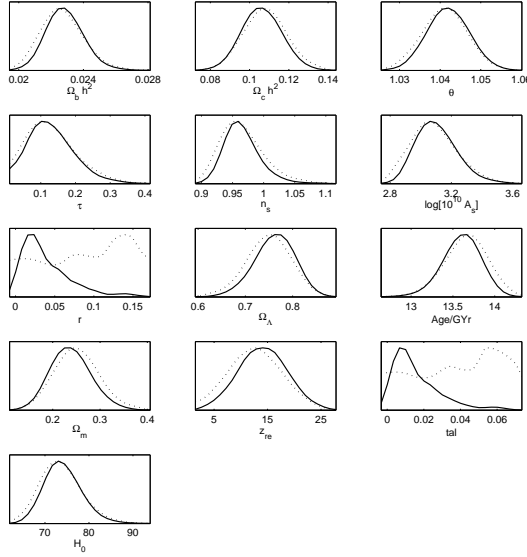 0.02 0.024 0.028
0.08 0.1 0.12 0.14
1.03 1.04 1.05 1.06
Ω_b h^2
Ω_c h^2
θ
0.1 0.2 0.3 0.4
0.9 0.95 1 1.05 1.1
2.8 3.2 3.6
τ
n_s
log[10^10 A_s]
0 0.05 0.1 0.15
0.6 0.7 0.8
13 13.5 14
r
Ω_Λ
Age/GYr
0.2 0.3 0.4
5 15 25
0 0.02 0.04 0.06
Ω_m
z_re
tal
70 80 90
H_0